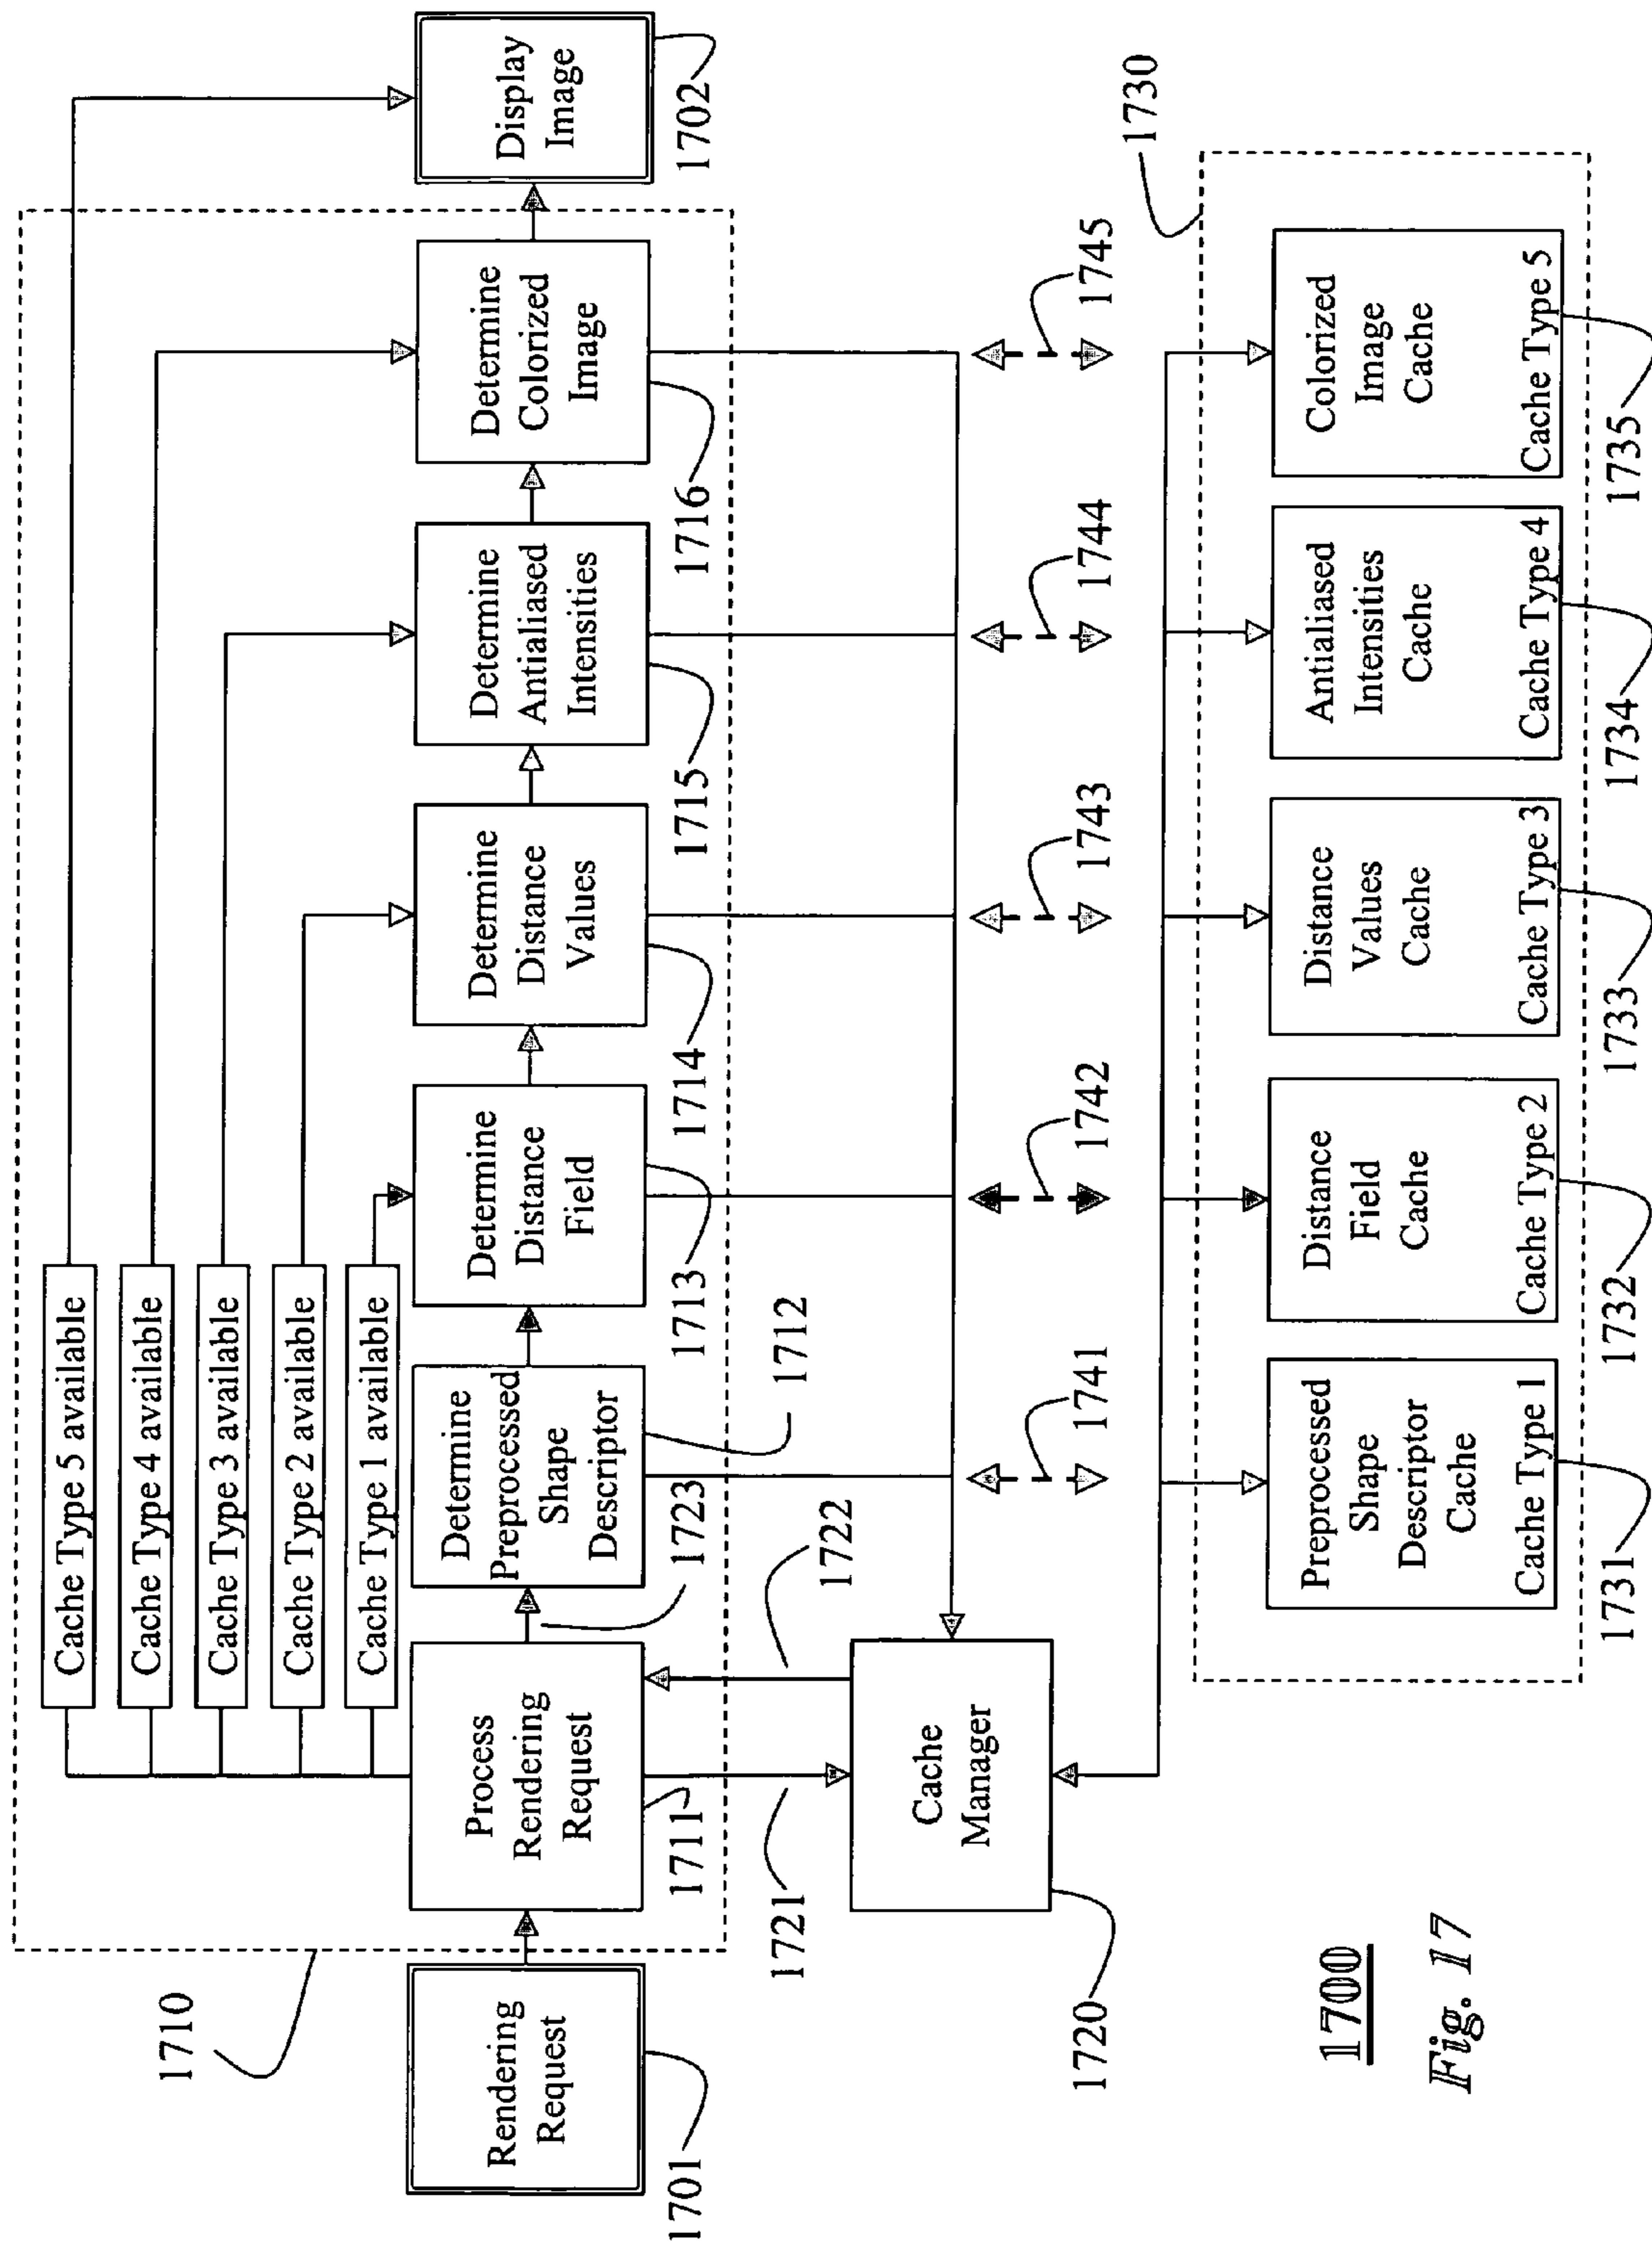 1710
Cache Type 5 available
Cache Type 4 available
Cache Type 3 available
Cache Type 2 available
Cache Type 1 available
Rendering
Request
1701
Process
Rendering
Request
1711
1723
Determine
Preprocessed
Shape
Descriptor
1712
Determine
Distance
Field
1713
Determine
Distance
Values
1714
Determine
Antialiased
Intensities
1715
Determine
Colorized
Image
1716
Display
Image
1702
1721
1722
Cache
Manager
1720
1741
1742
1743
1744
1745
1730
Preprocessed
Shape
Descriptor
Cache
Cache Type 1
1731
Distance
Field
Cache
Cache Type 2
1732
Distance
Values
Cache
Cache Type 3
1733
Antialiased
Intensities
Cache
Cache Type 4
1734
Colorized
Image
Cache
Cache Type 5
1735
1700
Fig. 17